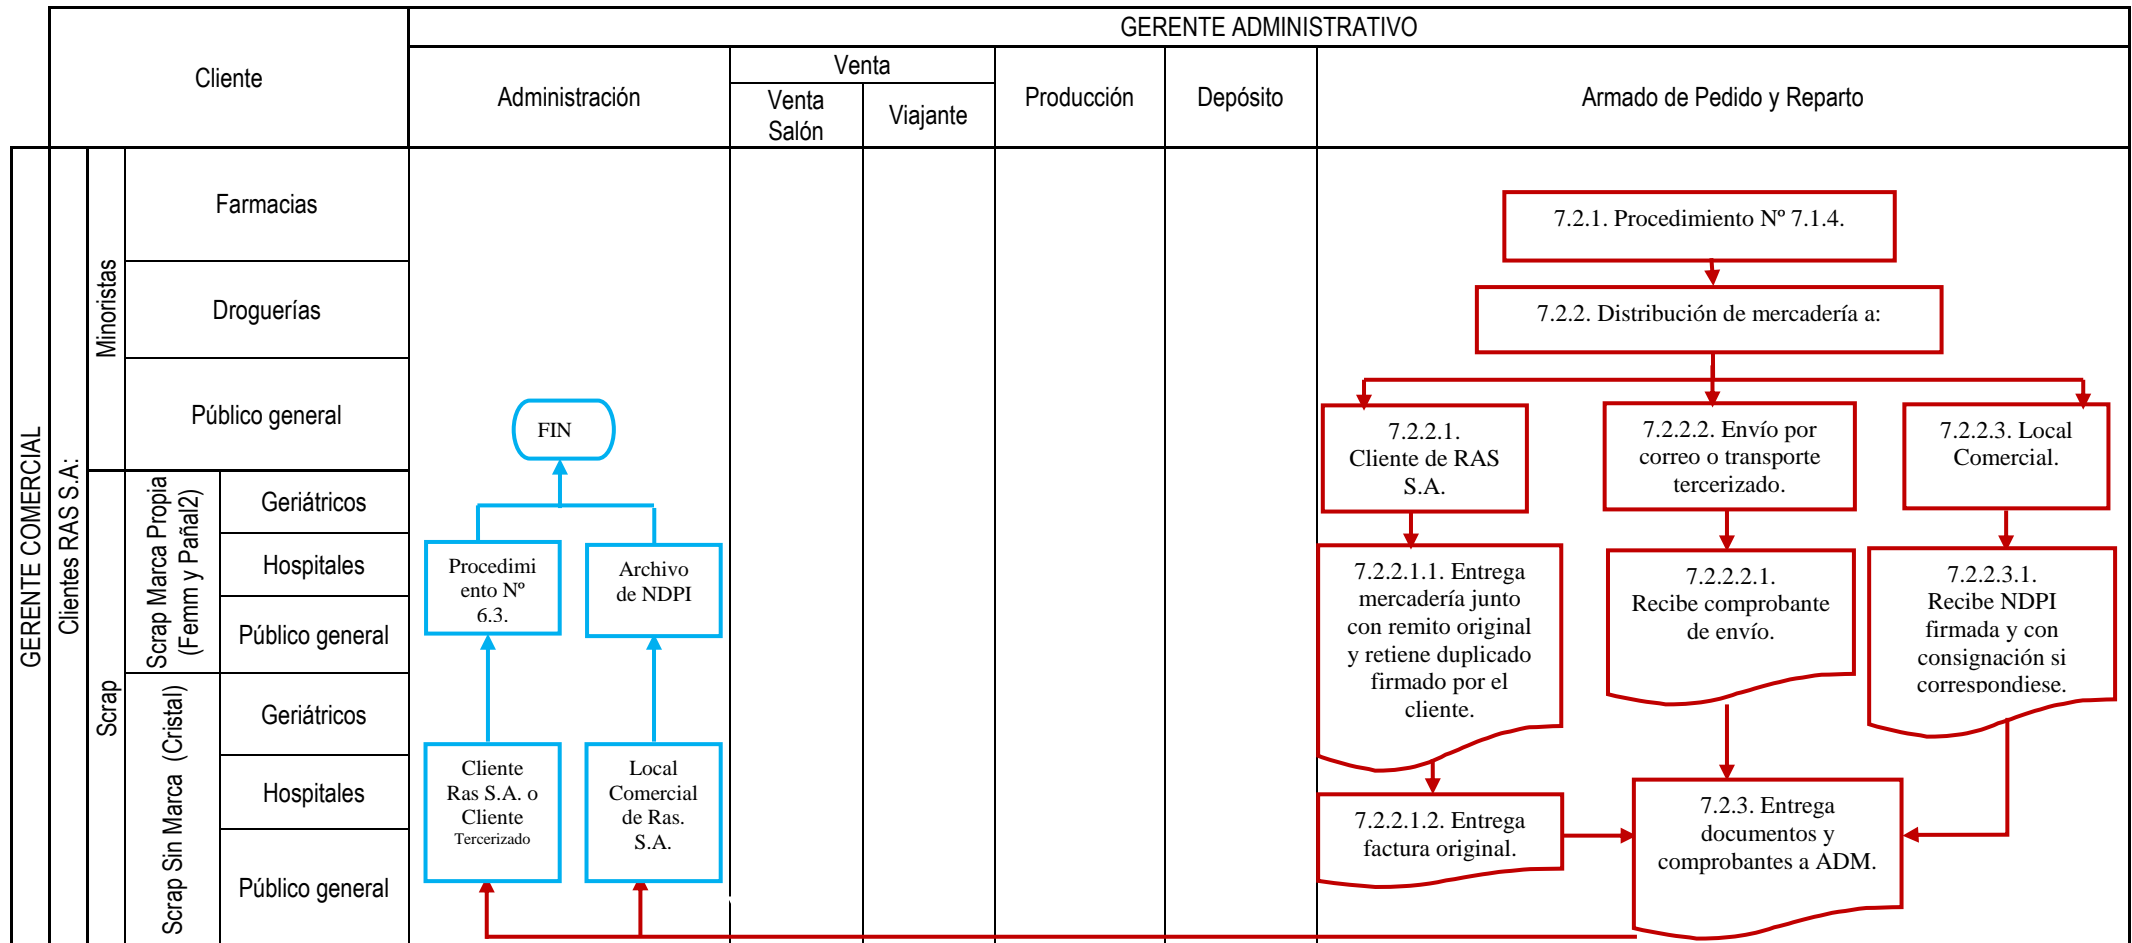 GERENTE ADMINISTRATIVO
Cliente
Administración
Venta
Venta
Salón
Viajante
Producción
Depósito
Armado de Pedido y Reparto
GERENTE COMERCIAL
Clientes RAS S.A:
Minoristas
Farmacias
Droguerías
Público general
Scrap
Scrap Marca Propia
(Femm y Pañal2)
Geriátricos
Hospitales
Público general
Scrap Sin Marca (Cristal)
Geriátricos
Hospitales
Público general
FIN
Procedimi
ento Nº
6.3.
Archivo
de NDPI
Cliente
Ras S.A. o
Cliente
Tercerizado
Local
Comercial
de Ras.
S.A.
7.2.1. Procedimiento Nº 7.1.4.
7.2.2. Distribución de mercadería a:
7.2.2.1.
Cliente de RAS
S.A.
7.2.2.2. Envío por
correo o transporte
tercerizado.
7.2.2.3. Local
Comercial.
7.2.2.1.1. Entrega
mercadería junto
con remito original
y retiene duplicado
firmado por el
cliente.
7.2.2.2.1.
Recibe comprobante
de envío.
7.2.2.3.1.
Recibe NDPI
firmada y con
consignación si
correspondiese.
7.2.2.1.2. Entrega
factura original.
7.2.3. Entrega
documentos y
comprobantes a ADM.